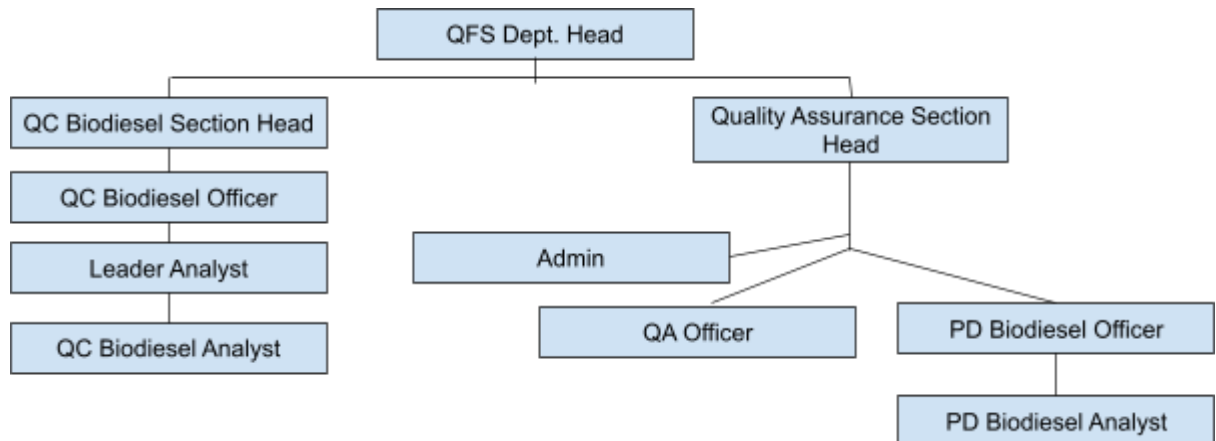 QFS Dept. Head
QC Biodiesel Section Head
Quality Assurance Section
Head
QC Biodiesel Officer
Leader Analyst
Admin
QC Biodiesel Analyst
QA Officer
PD Biodiesel Officer
PD Biodiesel Analyst